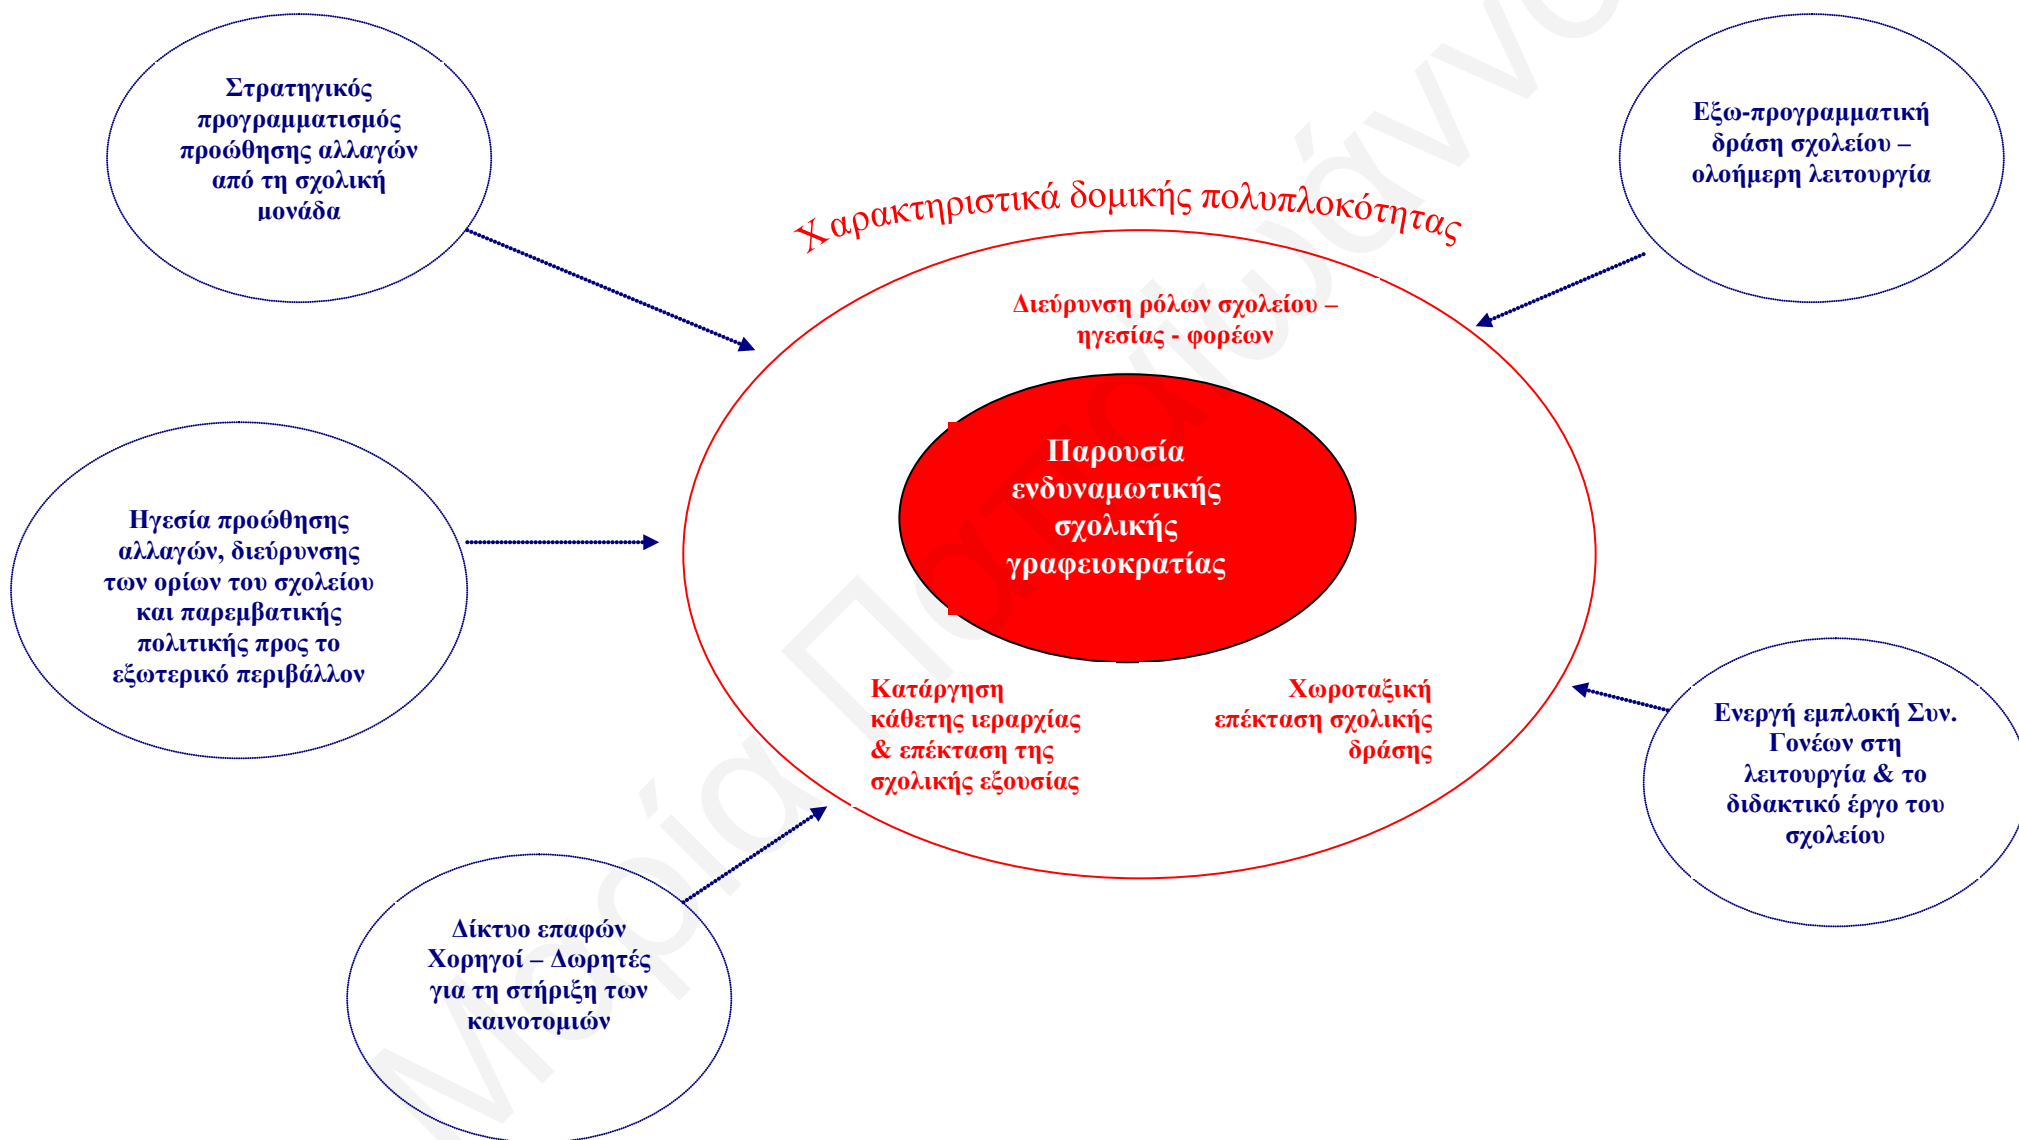 Στρατηγικός
προγραμματισμός
προώθησης αλλαγών
από τη σχολική
μονάδα
Εξω-προγραμματική
δράση σχολείου –
ολοήμερη λειτουργία
Χαρακτηριστικά δομικής πολυπλοκότητας
Διεύρυνση ρόλων σχολείου –
ηγεσίας - φορέων
Παρουσία
ενδυναμωτικής
σχολικής
γραφειοκρατίας
Ηγεσία προώθησης
αλλαγών, διεύρυνσης
των ορίων του σχολείου
και παρεμβατικής
πολιτικής προς το
εξωτερικό περιβάλλον
Κατάργηση
κάθετης ιεραρχίας
& επέκταση της
σχολικής εξουσίας
Χωροταξική
επέκταση σχολικής
δράσης
Ενεργή εμπλοκή Συν.
Γονέων στη
λειτουργία & το
διδακτικό έργο του
σχολείου
Δίκτυο επαφών
Χορηγοί – Δωρητές
για τη στήριξη των
καινοτομιών
Μαρία